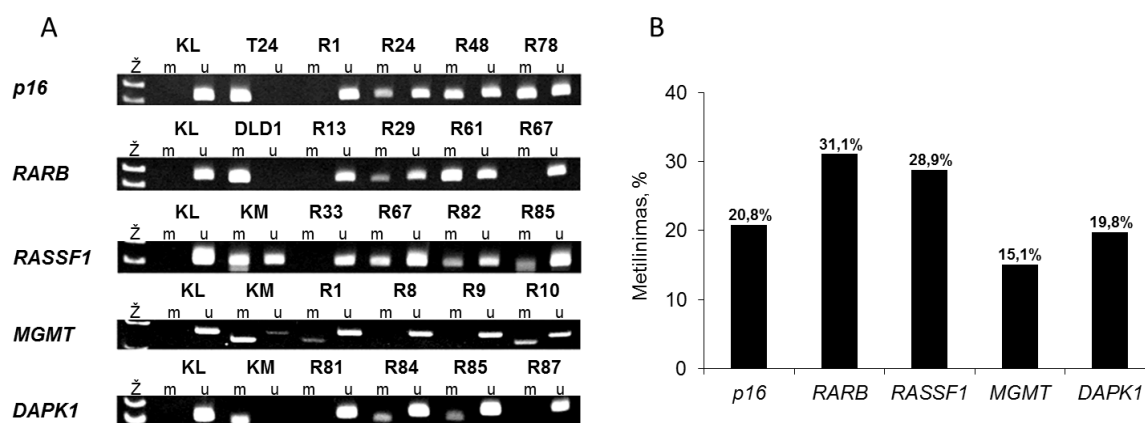 A
KL T24 R1 R24 R48 R78
Ž m u m u m u m u m u m u
p16
KL DLD1 R13 R29 R61 R67
Ž m u m u m u m u m u m u
RARB
KL KM R33 R67 R82 R85
Ž m u m u m u m u m u m u
RASSF1
KL KM R1 R8 R9 R10
Ž m u m u m u m u m u m u
MGMT
KL KM R81 R84 R85 R87
Ž m u m u m u m u m u m u
DAPK1
B
Metilinimas, %
40
30
20
10
0
20,8%
31,1%
28,9%
15,1%
19,8%
p16 RARB RASSF1 MGMT DAPK1